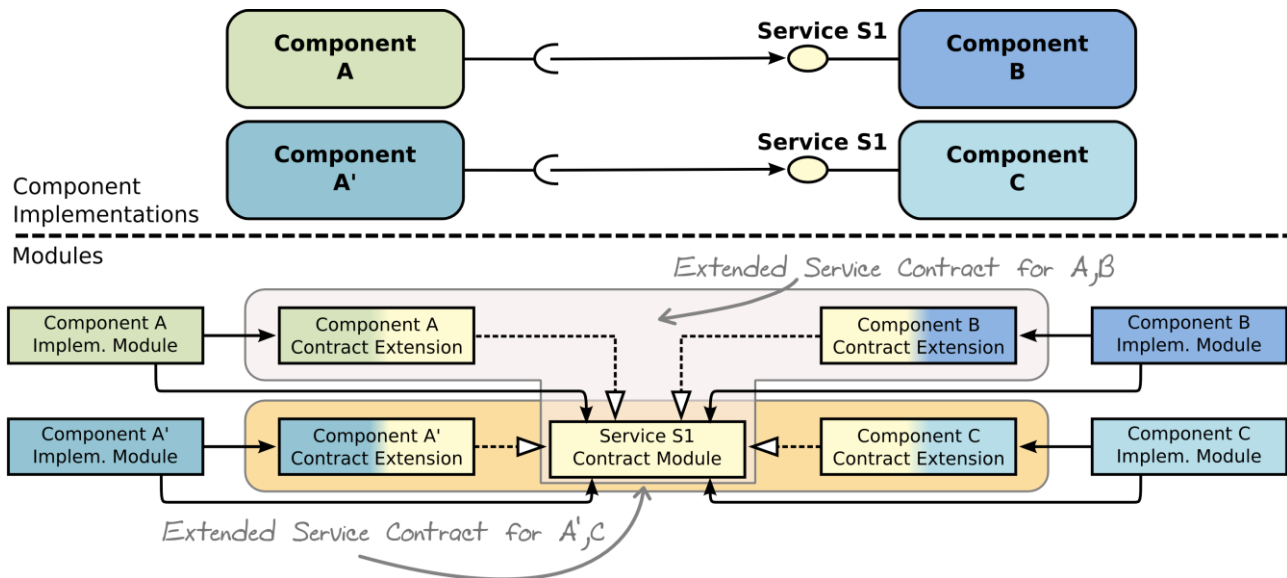 Component
A
Service S1
Component
B
Component
A'
Service S1
Component
C
Component
Implementations
Modules
Extended Service Contract for A,B
Component A
Implem. Module
Component A
Contract Extension
Component B
Contract Extension
Component B
Implem. Module
Component A'
Implem. Module
Component A'
Contract Extension
Service S1
Contract Module
Component C
Contract Extension
Component C
Implem. Module
Extended Service Contract for A',C